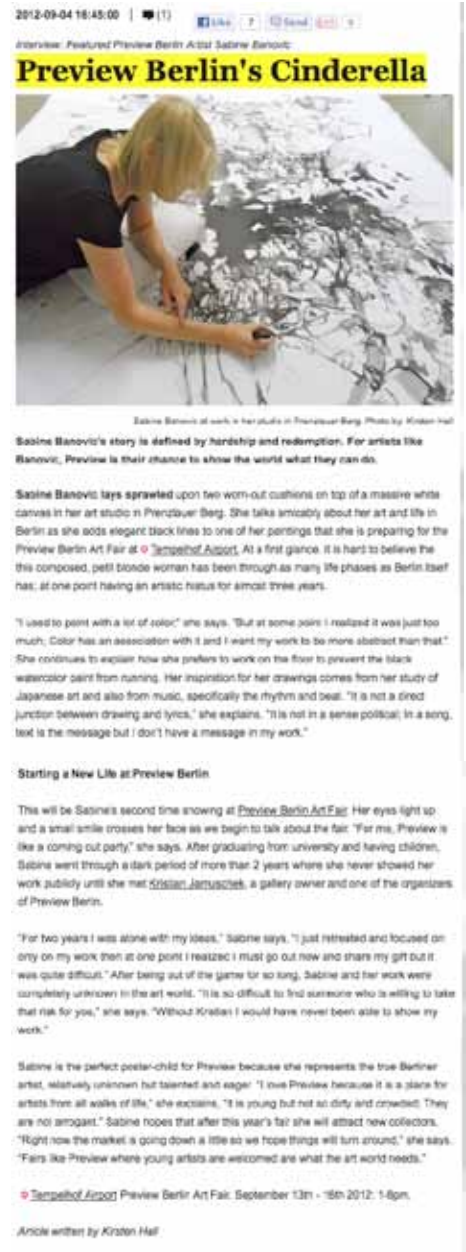 2012-09-04 16:45:00 | (1) Like 7 Send 0
Interview: Featured Preview Berlin Artist Sabine Banovic
Preview Berlin's Cinderella
Sabine Banovic at work in her studio in Prenzlauer Berg. Photo by: Kirsten Hall
Sabine Banovic's story is defined by hardship and redemption. For artists like
Banovic, Preview is their chance to show the world what they can do.
Sabine Banovic lays sprawled upon two worn-out cushions on top of a massive white
canvas in her art studio in Prenzlauer Berg. She talks amicably about her art and life in
Berlin as she adds elegant black lines to one of her paintings that she is preparing for the
Preview Berlin Art Fair at Tempelhof Airport. At a first glance, it is hard to believe the
this composed, petit blonde woman has been through as many life phases as Berlin itself
has; at one point having an artistic hiatus for almost three years.
"I used to paint with a lot of color," she says. "But at some point I realized it was just too
much; Color has an association with it and I want my work to be more abstract than that."
She continues to explain how she prefers to work on the floor to prevent the black
watercolor paint from running. Her inspiration for her drawings comes from her study of
Japanese art and also from music, specifically the rhythm and beat. "It is not a direct
junction between drawing and lyrics," she explains. "It is not in a sense political; In a song,
text is the message but I don't have a message in my work."
Starting a New Life at Preview Berlin
This will be Sabine's second time showing at Preview Berlin Art Fair. Her eyes light up
and a small smile crosses her face as we begin to talk about the fair. "For me, Preview is
like a coming out party," she says. After graduating from university and having children,
Sabine went through a dark period of more than 2 years where she never showed her
work publicly until she met Kristian Jarmuschek, a gallery owner and one of the organizers
of Preview Berlin.
"For two years I was alone with my ideas," Sabine says. "I just retreated and focused on
only on my work then at one point I realized I must go out now and share my gift but it
was quite difficult." After being out of the game for so long, Sabine and her work were
completely unknown in the art world. "It is so difficult to find someone who is willing to take
that risk for you," she says. "Without Kristian I would have never been able to show my
work."
Sabine is the perfect poster-child for Preview because she represents the true Berliner
artist, relatively unknown but talented and eager. "I love Preview because it is a place for
artists from all walks of life," she explains, "It is young but not so dirty and crowded; They
are not arrogant." Sabine hopes that after this year's fair she will attract new collectors.
"Right now the market is going down a little so we hope things will turn around," she says.
"Fairs like Preview where young artists are welcomed are what the art world needs."
Tempelhof Airport Preview Berlin Art Fair. September 13th - 16th 2012; 1-8pm.
Article written by Kirsten Hall